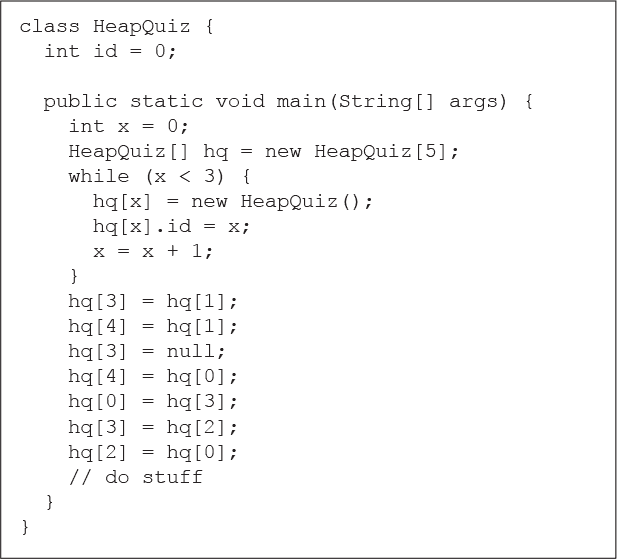 class HeapQuiz {
  int id = 0;

  public static void main(String[] args) {
    int x = 0;
    HeapQuiz[] hq = new HeapQuiz[5];
    while (x < 3) {
      hq[x] = new HeapQuiz();
      hq[x].id = x;
      x = x + 1;
    }
    hq[3] = hq[1];
    hq[4] = hq[1];
    hq[3] = null;
    hq[4] = hq[0];
    hq[0] = hq[3];
    hq[3] = hq[2];
    hq[2] = hq[0];
    // do stuff
  }
}